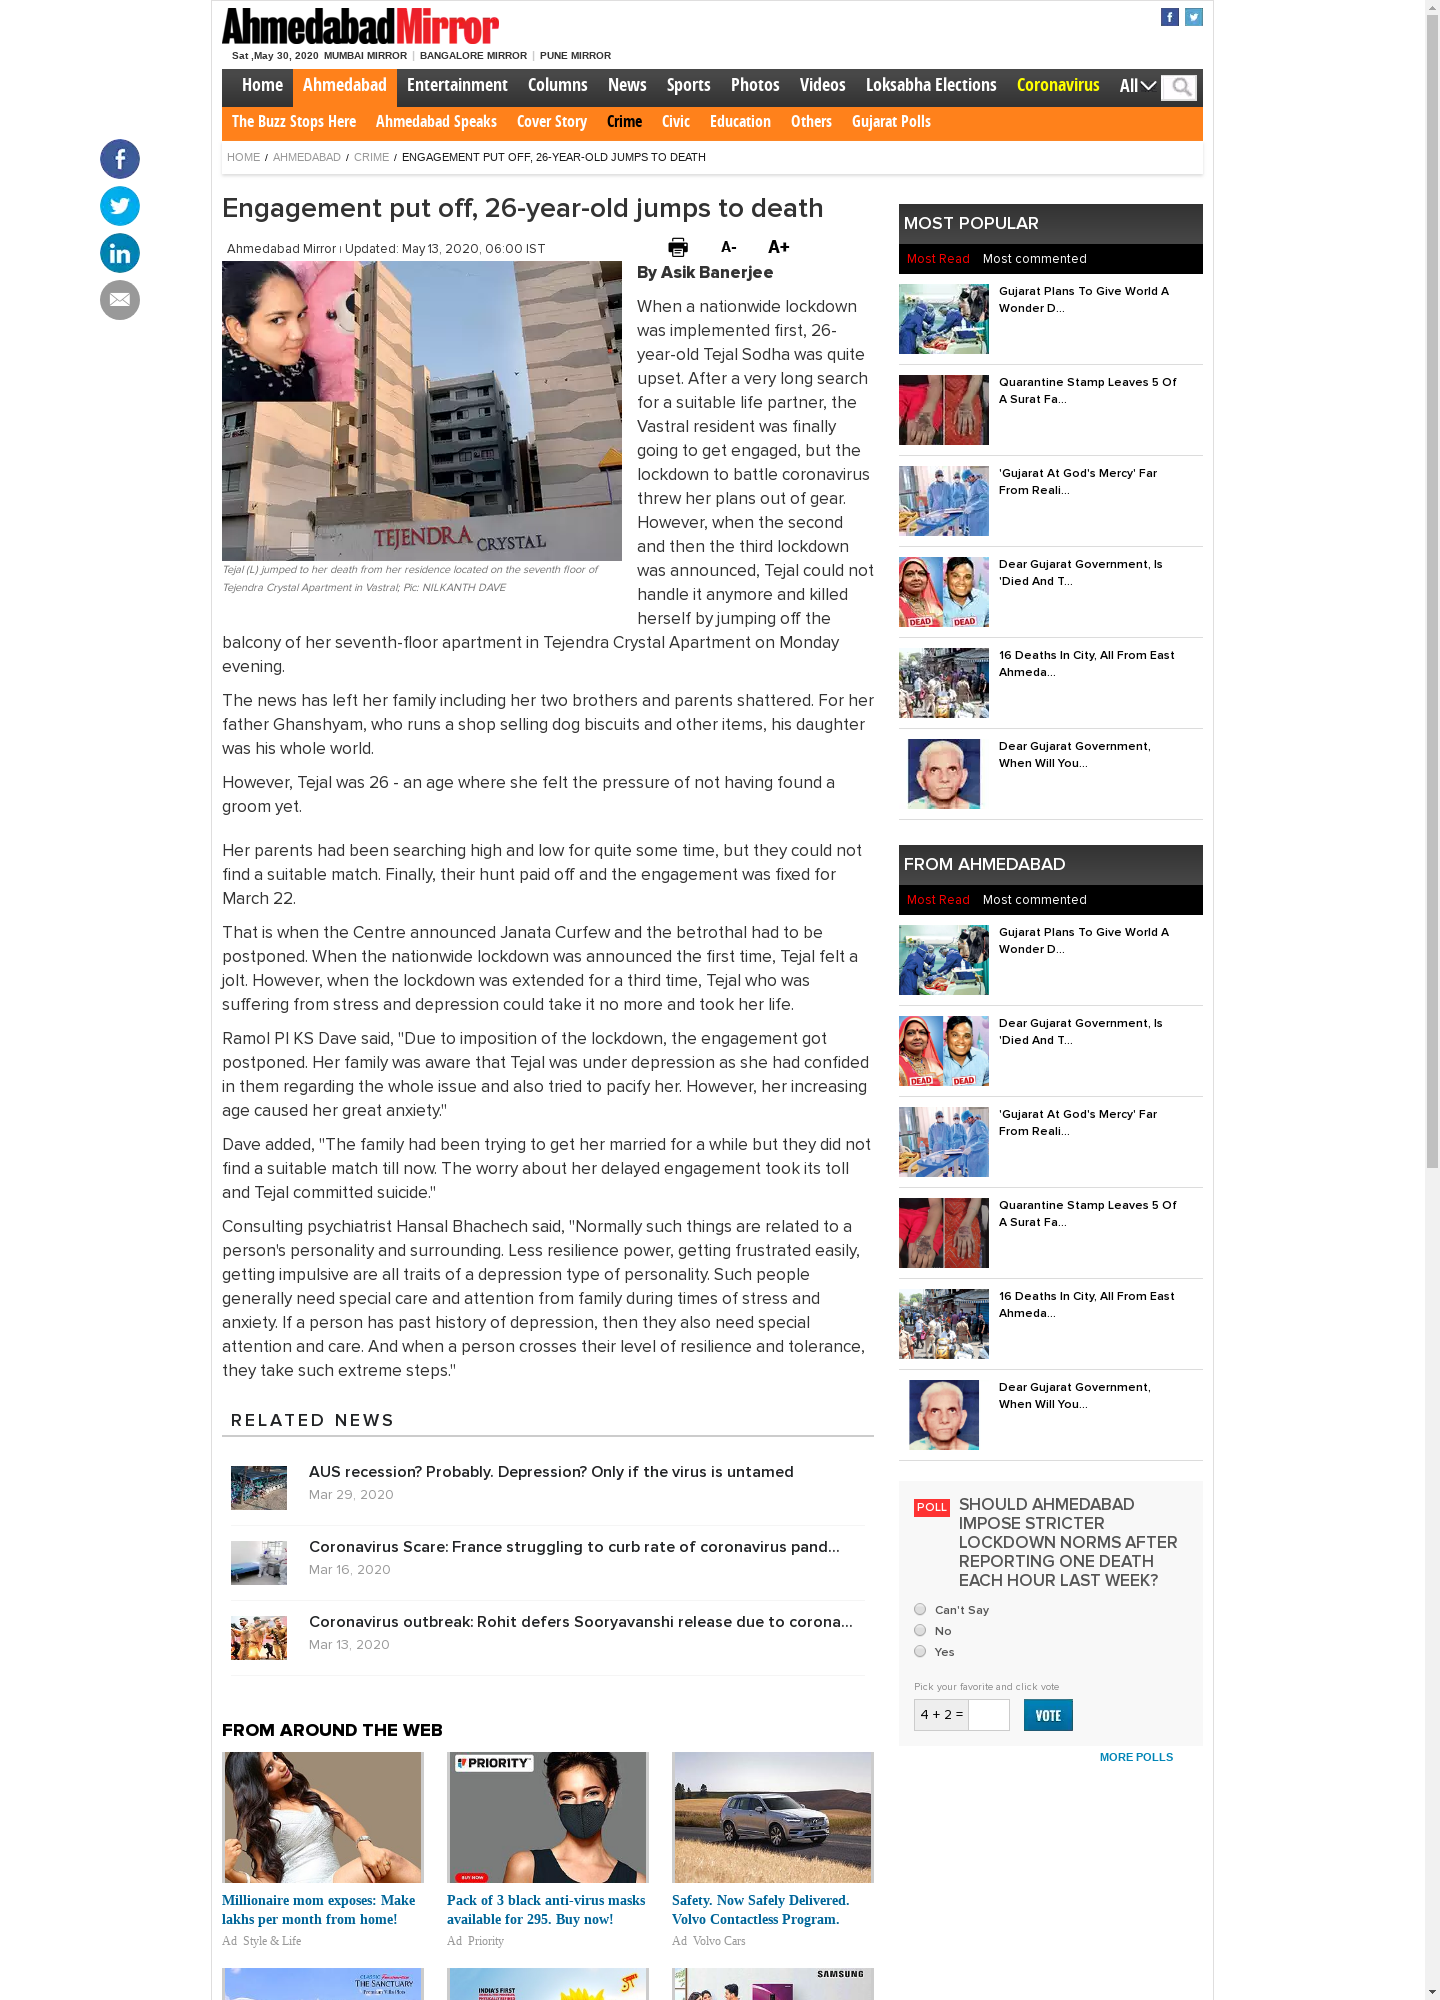 AhmedabadMirror
Sat ,May 30, 2020 MUMBAI MIRROR | BANGALORE MIRROR | PUNE MIRROR
Home Ahmedabad Entertainment Columns News Sports Photos Videos Loksabha Elections Coronavirus All
The Buzz Stops Here Ahmedabad Speaks Cover Story Crime Civic Education Others Gujarat Polls
HOME / AHMEDABAD / CRIME / ENGAGEMENT PUT OFF, 26-YEAR-OLD JUMPS TO DEATH
Engagement put off, 26-year-old jumps to death
Ahmedabad Mirror | Updated: May 13, 2020, 06:00 IST
A- A+
TEJENDRA CRYSTAL
Tejal (L) jumped to her death from her residence located on the seventh floor of
Tejendra Crystal Apartment in Vastral; Pic: NILKANTH DAVE
By Asik Banerjee
When a nationwide lockdown
was implemented first, 26-
year-old Tejal Sodha was quite
upset. After a very long search
for a suitable life partner, the
Vastral resident was finally
going to get engaged, but the
lockdown to battle coronavirus
threw her plans out of gear.
However, when the second
and then the third lockdown
was announced, Tejal could not
handle it anymore and killed
herself by jumping off the
balcony of her seventh-floor apartment in Tejendra Crystal Apartment on Monday
evening.
The news has left her family including her two brothers and parents shattered. For her
father Ghanshyam, who runs a shop selling dog biscuits and other items, his daughter
was his whole world.
However, Tejal was 26 - an age where she felt the pressure of not having found a
groom yet.
Her parents had been searching high and low for quite some time, but they could not
find a suitable match. Finally, their hunt paid off and the engagement was fixed for
March 22.
That is when the Centre announced Janata Curfew and the betrothal had to be
postponed. When the nationwide lockdown was announced the first time, Tejal felt a
jolt. However, when the lockdown was extended for a third time, Tejal who was
suffering from stress and depression could take it no more and took her life.
Ramol PI KS Dave said, "Due to imposition of the lockdown, the engagement got
postponed. Her family was aware that Tejal was under depression as she had confided
in them regarding the whole issue and also tried to pacify her. However, her increasing
age caused her great anxiety."
Dave added, "The family had been trying to get her married for a while but they did not
find a suitable match till now. The worry about her delayed engagement took its toll
and Tejal committed suicide."
Consulting psychiatrist Hansal Bhachech said, "Normally such things are related to a
person's personality and surrounding. Less resilience power, getting frustrated easily,
getting impulsive are all traits of a depression type of personality. Such people
generally need special care and attention from family during times of stress and
anxiety. If a person has past history of depression, then they also need special
attention and care. And when a person crosses their level of resilience and tolerance,
they take such extreme steps."
RELATED NEWS
AUS recession? Probably. Depression? Only if the virus is untamed
Mar 29, 2020
Coronavirus Scare: France struggling to curb rate of coronavirus pand...
Mar 16, 2020
Coronavirus outbreak: Rohit defers Sooryavanshi release due to corona...
Mar 13, 2020
FROM AROUND THE WEB
PRIORITY
BUY NOW
Millionaire mom exposes: Make
lakhs per month from home!
Ad Style & Life
Pack of 3 black anti-virus masks
available for 295. Buy now!
Ad Priority
Safety. Now Safely Delivered.
Volvo Contactless Program.
Ad Volvo Cars
THE SANCTUARY
INDIA'S FIRST
SAMSUNG
MOST POPULAR
Most Read Most commented
Gujarat Plans To Give World A
Wonder D...
Quarantine Stamp Leaves 5 Of
A Surat Fa...
'Gujarat At God's Mercy' Far
From Reali...
DEAD DEAD
Dear Gujarat Government, Is
'Died And T...
16 Deaths In City, All From East
Ahmeda...
Dear Gujarat Government,
When Will You...
FROM AHMEDABAD
Most Read Most commented
Gujarat Plans To Give World A
Wonder D...
DEAD DEAD
Dear Gujarat Government, Is
'Died And T...
'Gujarat At God's Mercy' Far
From Reali...
Quarantine Stamp Leaves 5 Of
A Surat Fa...
16 Deaths In City, All From East
Ahmeda...
Dear Gujarat Government,
When Will You...
POLL
SHOULD AHMEDABAD
IMPOSE STRICTER
LOCKDOWN NORMS AFTER
REPORTING ONE DEATH
EACH HOUR LAST WEEK?
Can't Say
No
Yes
Pick your favorite and click vote
4 + 2 = VOTE
MORE POLLS